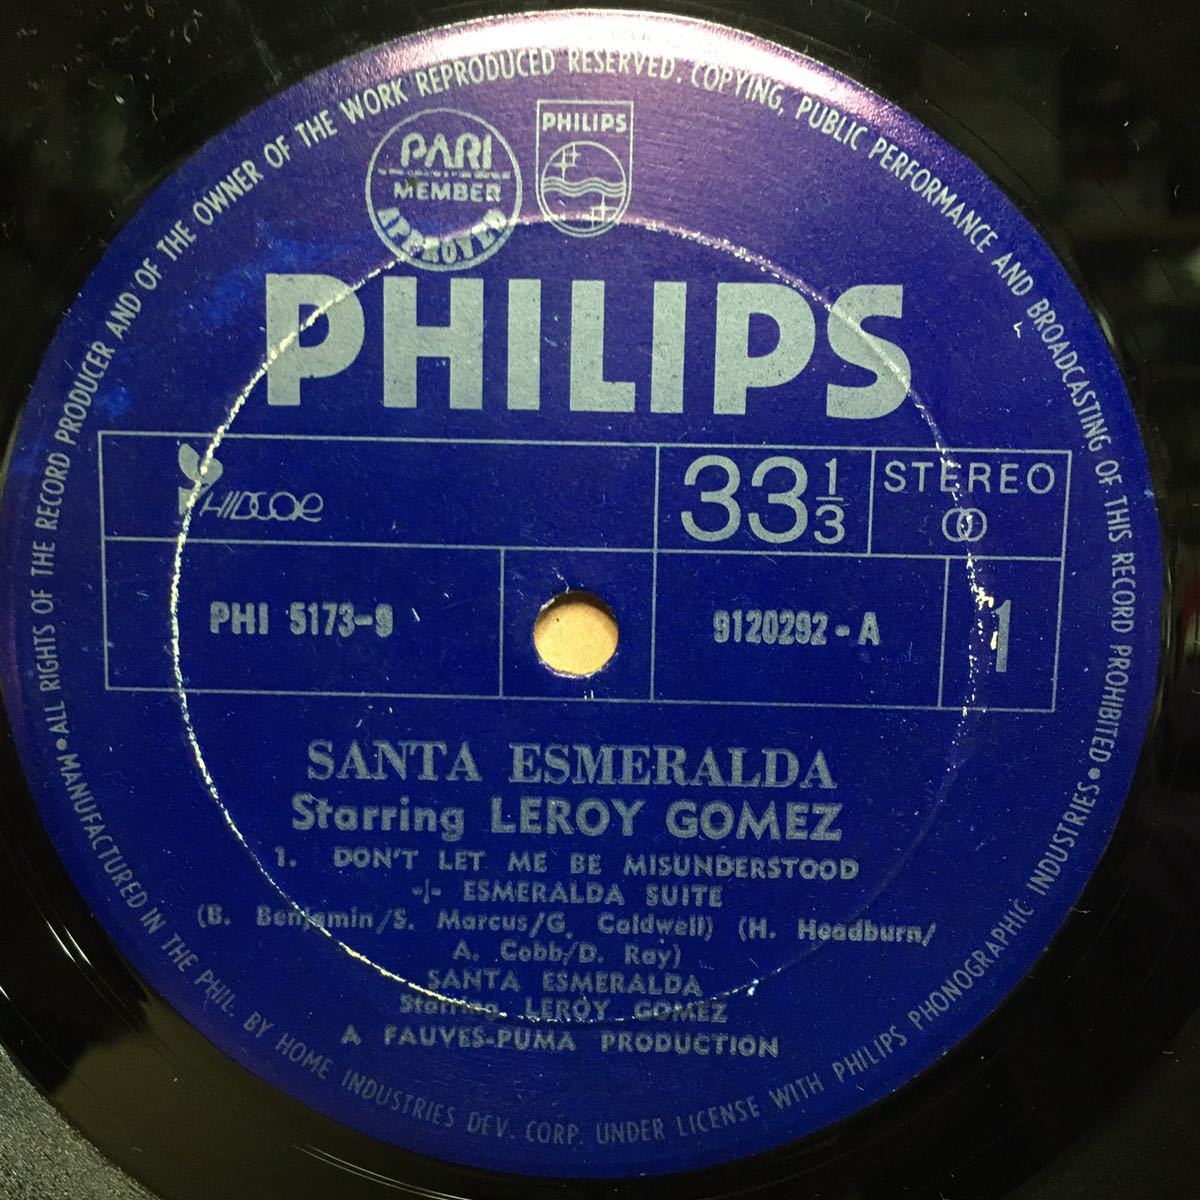 MANUFACTURED IN THE PHIL. BY HOME INDUSTRIES DEV. CORP. UNDER LICENSE WITH PHILIPS PHONOGRAPHIC INDUSTRIES • ALL RIGHTS OF THE RECORD PRODUCER AND OF THE OWNER OF THE WORK REPRODUCED RESERVED. COPYING, PUBLIC PERFORMANCE AND BROADCASTING OF THIS RECORD PROHIBITED •
PARI
MEMBER
APPROVED
PHILIPS
PHILIPS
33 1/3
STEREO
PHI 5173-9
9120292 - A
1
SANTA ESMERALDA
Starring LEROY GOMEZ
1. DON'T LET ME BE MISUNDERSTOOD
-|- ESMERALDA SUITE
(B. Benjamin/S. Marcus/G. Caldwell) (H. Headburn/
A. Cobb/D. Ray)
SANTA ESMERALDA
Starring LEROY GOMEZ
A FAUVES-PUMA PRODUCTION